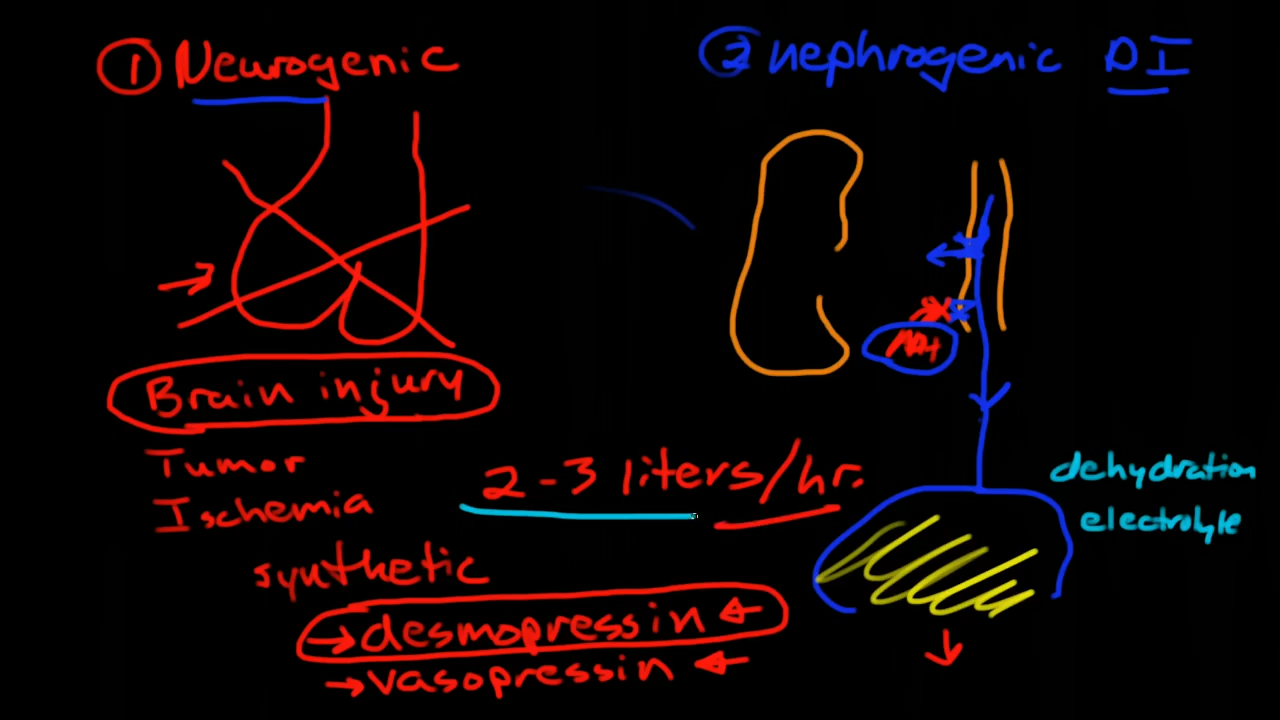 ① Neurogenic
② nephrogenic DI
Brain injury
Tumor
Ischemia
2-3 liters/hr.
dehydration
electrolyte
synthetic
→ desmopressin ←
→ vasopressin ←